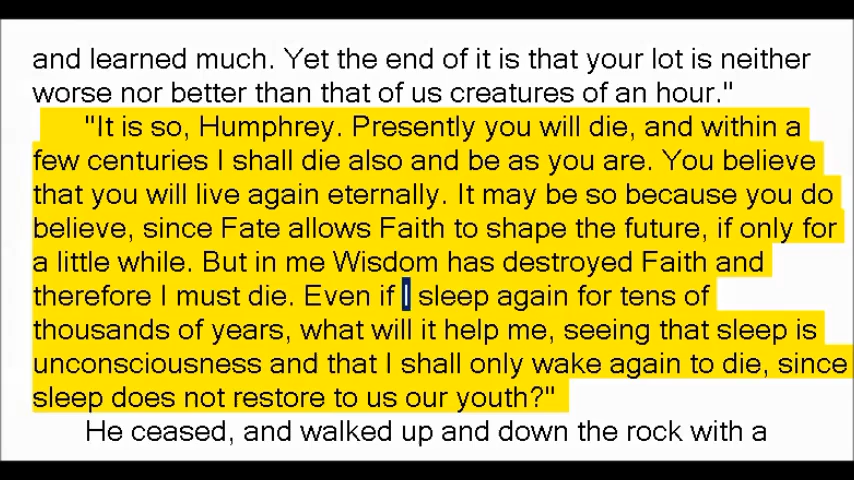 and learned much. Yet the end of it is that your lot is neither
worse nor better than that of us creatures of an hour."
"It is so, Humphrey. Presently you will die, and within a
few centuries I shall die also and be as you are. You believe
that you will live again eternally. It may be so because you do
believe, since Fate allows Faith to shape the future, if only for
a little while. But in me Wisdom has destroyed Faith and
therefore I must die. Even if I sleep again for tens of
thousands of years, what will it help me, seeing that sleep is
unconsciousness and that I shall only wake again to die, since
sleep does not restore to us our youth?"
He ceased, and walked up and down the rock with a